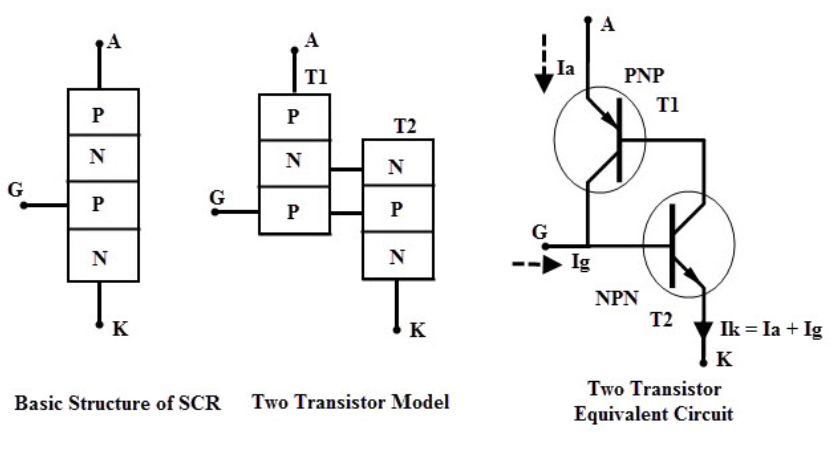 A
P
N
G
P
N
K
Basic Structure of SCR
A
T1
P
T2
N
N
G
P
P
N
K
Two Transistor Model
A
Ia
PNP
T1
G
Ig
NPN
T2
Ik = Ia + Ig
K
Two Transistor
Equivalent Circuit